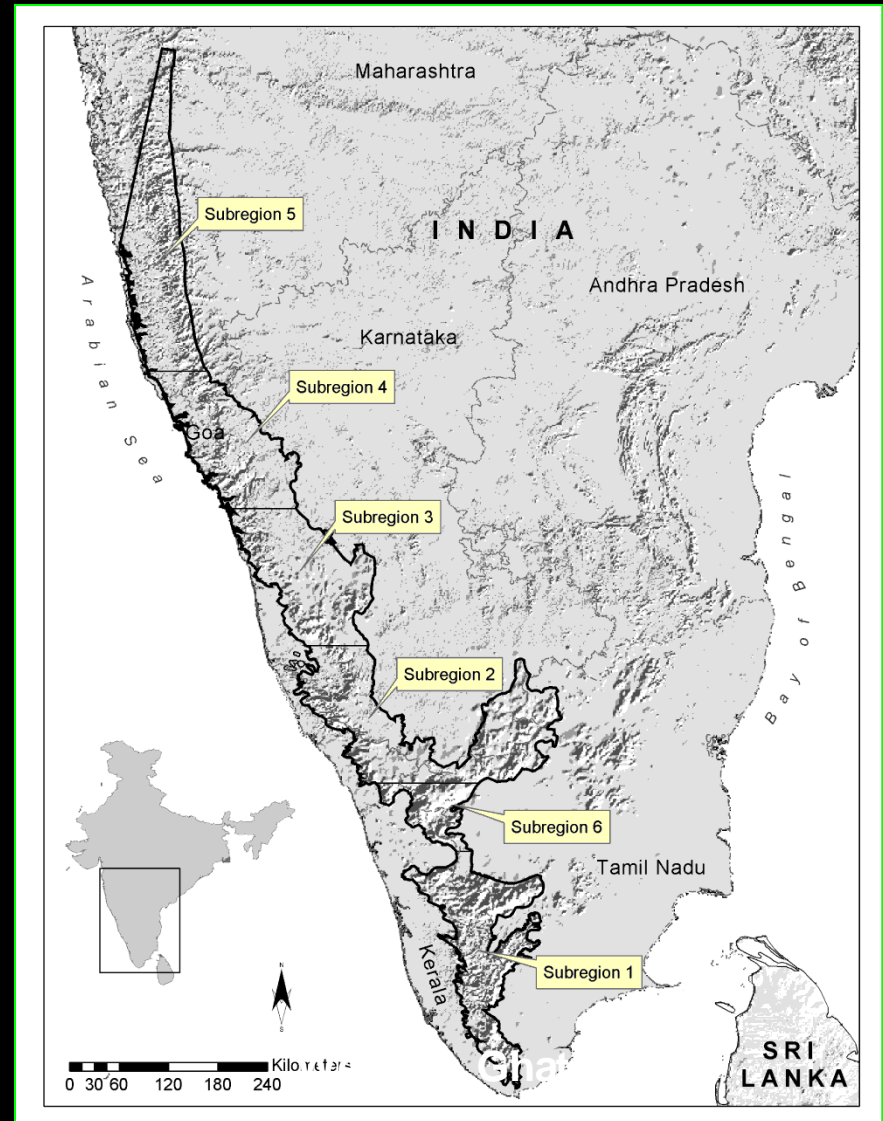 Maharashtra
Subregion 5
INDIA
Andhra Pradesh
Arabian Sea
Karnataka
Subregion 4
Goa
Subregion 3
Bay of Bengal
Subregion 2
Subregion 6
Tamil Nadu
Kerala
Subregion 1
N
S
Kilometers
0 30 60 120 180 240
SRI
LANKA